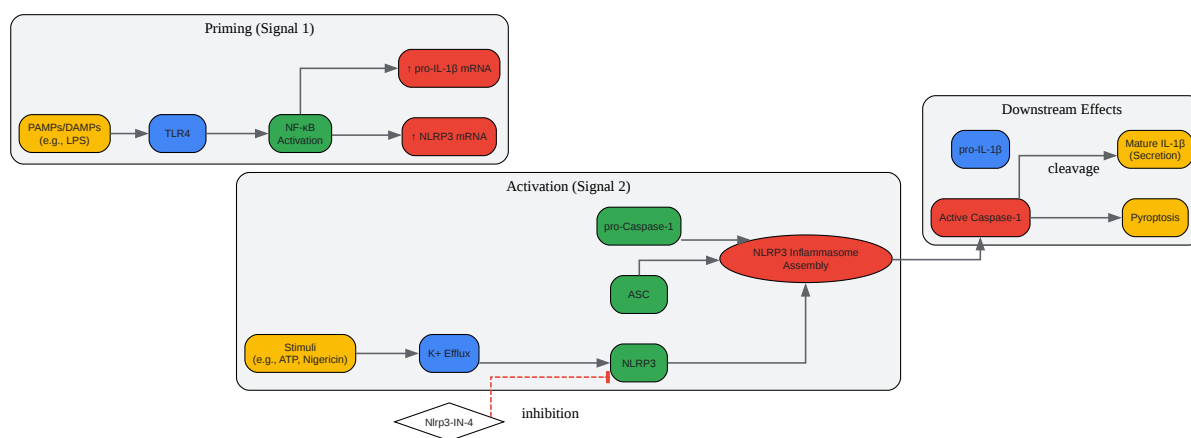 Priming (Signal 1)
↑ pro-IL-1β mRNA
PAMPs/DAMPs
(e.g., LPS)
TLR4
NF-κB
Activation
↑ NLRP3 mRNA
Activation (Signal 2)
pro-Caspase-1
NLRP3 Inflammasome
Assembly
ASC
Stimuli
(e.g., ATP, Nigericin)
K+ Efflux
NLRP3
Nlrp3-IN-4
inhibition
Downstream Effects
pro-IL-1β
Mature IL-1β
(Secretion)
cleavage
Active Caspase-1
Pyroptosis